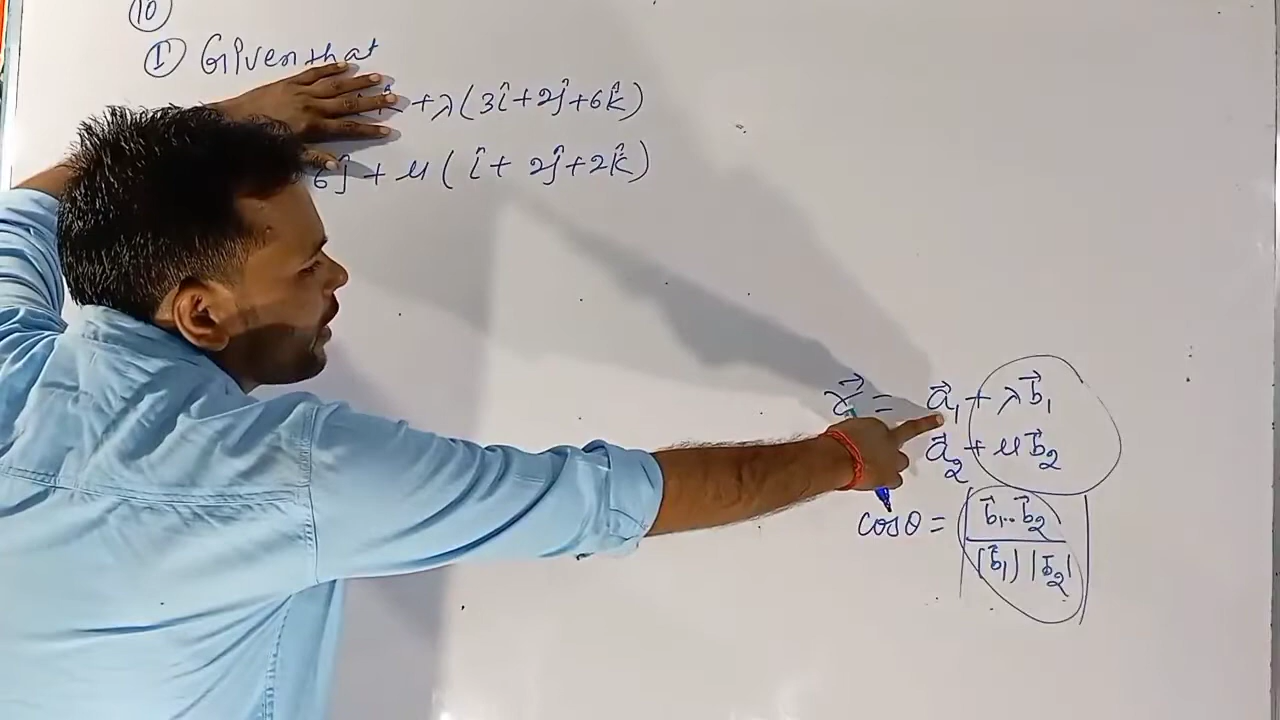 10
① Given that
k̂ + λ(3î+2ĵ+6k̂)
6ĵ + μ( î + 2ĵ+2k̂)
r⃗ = a⃗₁ + λb⃗₁
a⃗₂ + μb⃗₂
cosθ = | b⃗₁..b⃗₂ / |b⃗₁| |b⃗₂| |